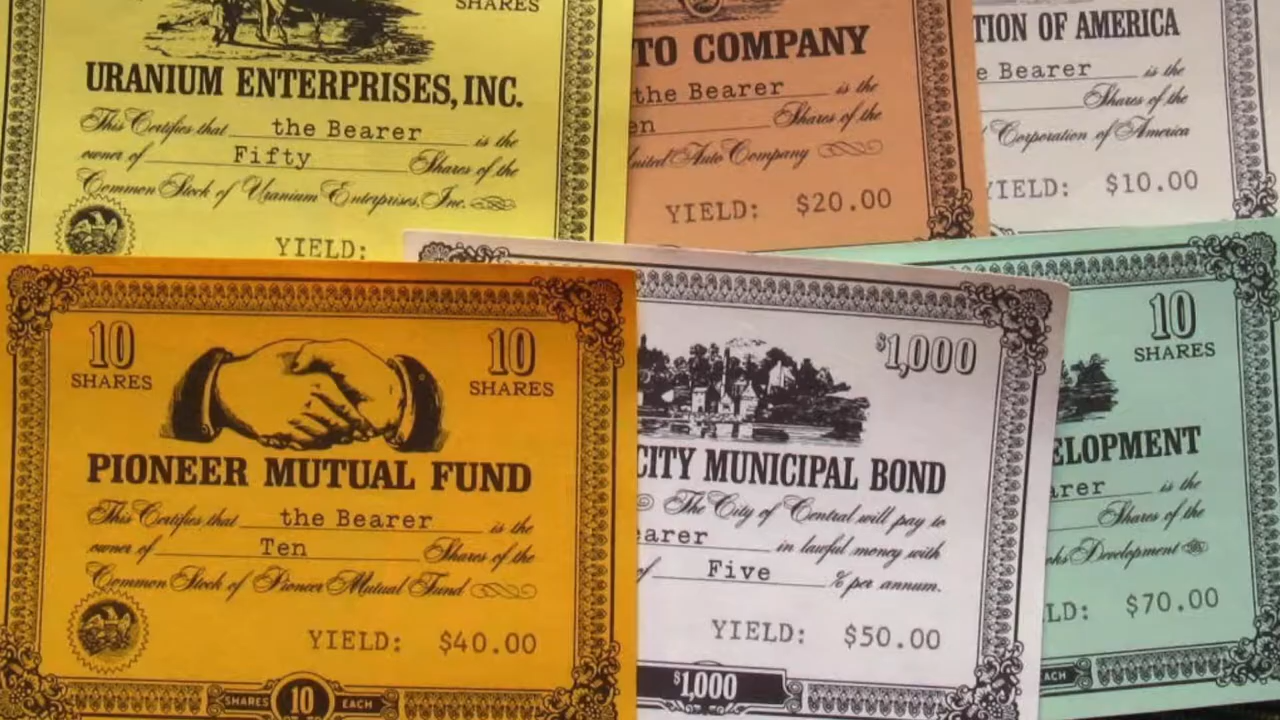 SHARES
URANIUM ENTERPRISES, INC.
This Certifies that the Bearer is the
owner of Fifty Shares of the
Common Stock of Uranium Enterprises, Inc.
YIELD:
TO COMPANY
the Bearer is the
en Shares of the
nited Auto Company
YIELD: $20.00
TION OF AMERICA
e Bearer is the
Shares of the
Corporation of America
YIELD: $10.00
10 SHARES
10 SHARES
PIONEER MUTUAL FUND
This Certifies that the Bearer is the
owner of Ten Shares of the
Common Stock of Pioneer Mutual Fund
YIELD: $40.00
SHARES 10 EACH
$1,000
CITY MUNICIPAL BOND
The City of Central will pay to
earer in lawful money with
of Five % per annum.
YIELD: $50.00
$1,000
10
SHARES
ELOPMENT
arer is the
Shares of the
ks Development
LD: $70.00
EACH